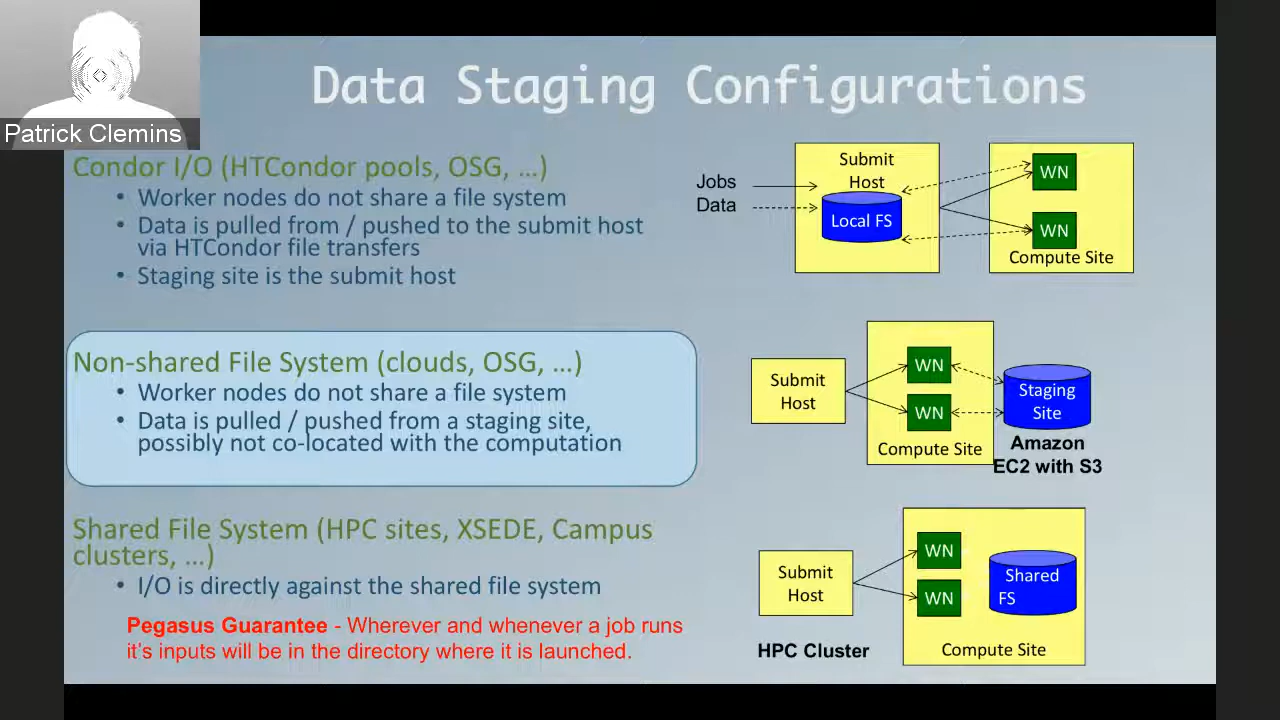 Patrick Clemins
Data Staging Configurations
Condor I/O (HTCondor pools, OSG, ...)
• Worker nodes do not share a file system
• Data is pulled from / pushed to the submit host
via HTCondor file transfers
• Staging site is the submit host
Jobs
Data
Submit
Host
Local FS
WN
WN
Compute Site
Non-shared File System (clouds, OSG, ...)
• Worker nodes do not share a file system
• Data is pulled / pushed from a staging site,
possibly not co-located with the computation
Submit
Host
WN
WN
Compute Site
Staging
Site
Amazon
EC2 with S3
Shared File System (HPC sites, XSEDE, Campus
clusters, ...)
• I/O is directly against the shared file system
Pegasus Guarantee - Wherever and whenever a job runs
it's inputs will be in the directory where it is launched.
Submit
Host
HPC Cluster
WN
WN
Shared
FS
Compute Site